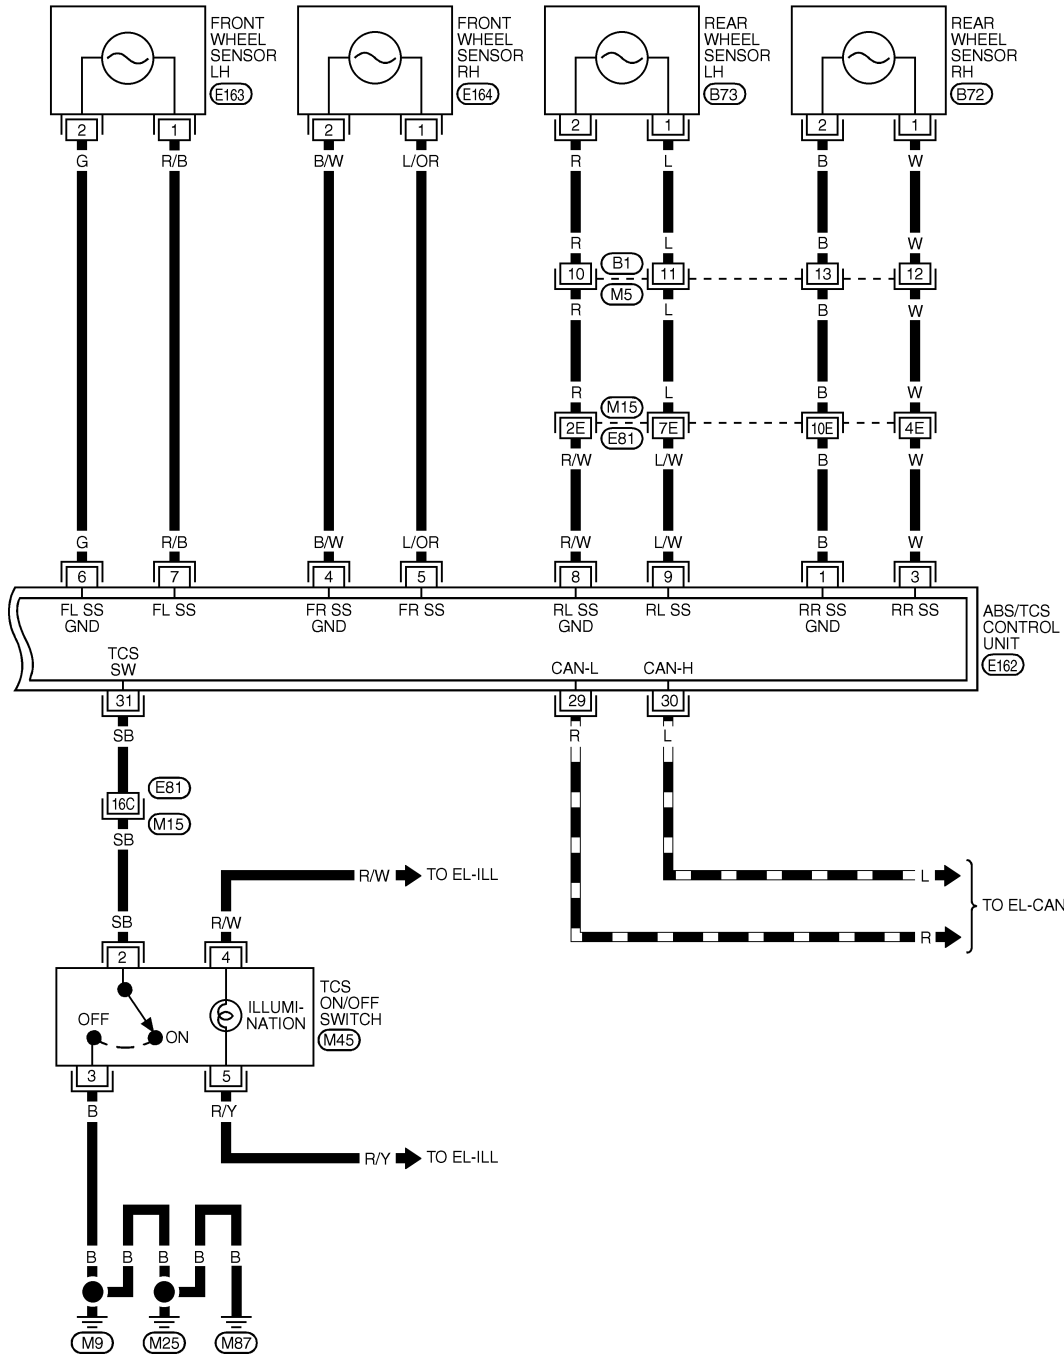 FRONT
WHEEL
SENSOR
LH
E163
FRONT
WHEEL
SENSOR
RH
E164
REAR
WHEEL
SENSOR
LH
B73
REAR
WHEEL
SENSOR
RH
B72
2 1 2 1 2 1 2 1
G R/B B/W L/OR R L B W
R L B W
10 B1 11 13 12
M5
R L B W
R L B W
M15
2E 7E 10E 4E
E81
R/W L/W B W
G R/B B/W L/OR R/W L/W B W
6 7 4 5 8 9 1 3
FL SS
GND
FL SS
FR SS
GND
FR SS
RL SS
GND
RL SS
RR SS
GND
RR SS
ABS/TCS
CONTROL
UNIT
E162
TCS
SW
CAN-L
CAN-H
31 29 30
SB R L
E81
16C
M15
SB
R/W TO EL-ILL
L
TO EL-CAN
R
SB R/W
2 4
OFF
ON
ILLUMI-
NATION
TCS
ON/OFF
SWITCH
M45
3 5
B R/Y
R/Y TO EL-ILL
B B B B B
M9 M25 M87